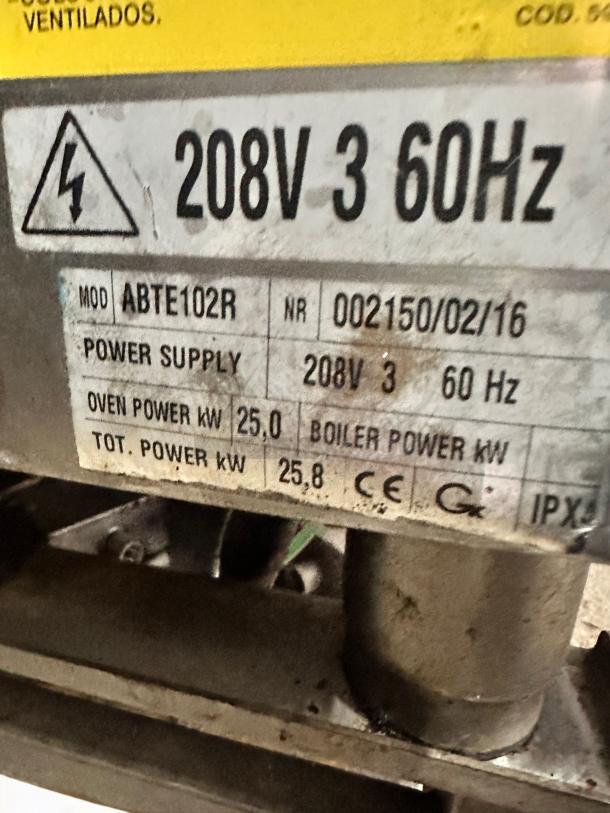 VENTILADOS.
COD.
208V 3 60Hz
MOD ABTE102R NR 002150/02/16
POWER SUPPLY 208V 3 60 Hz
OVEN POWER kW 25,0 BOILER POWER kW
TOT. POWER kW 25,8 CE